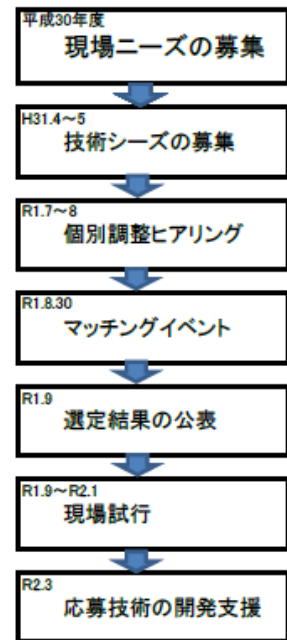 平成30年度
現場ニーズの募集
H31.4～5
技術シーズの募集
R1.7～8
個別調整ヒアリング
R1.8.30
マッチングイベント
R1.9
選定結果の公表
R1.9～R2.1
現場試行
R2.3
応募技術の開発支援